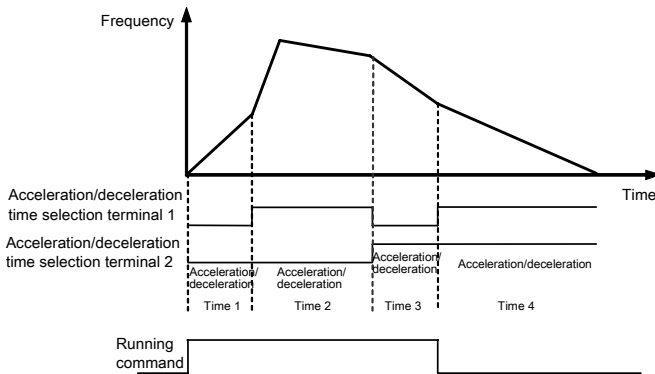 Frequency
Time
Acceleration/deceleration
time selection terminal 1
Acceleration/deceleration
time selection terminal 2
Acceleration/
deceleration
Acceleration/
deceleration
Acceleration/
deceleration
Acceleration/deceleration
Time 1
Time 2
Time 3
Time 4
Running
command